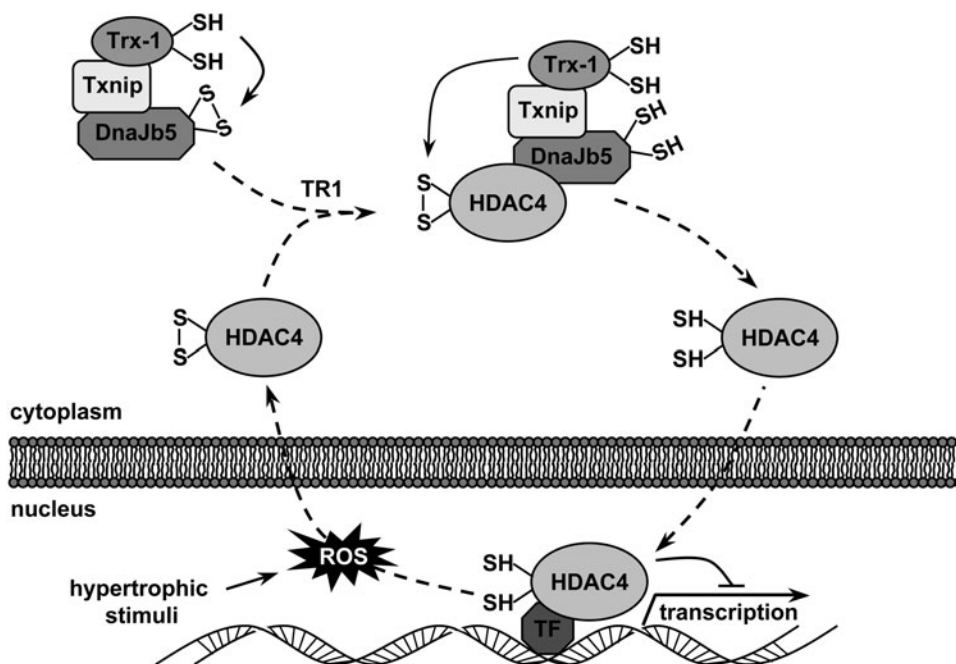 Trx-1
SH
SH
Txnip
S
S
DnaJb5
TR1
Trx-1
SH
SH
Txnip
SH
SH
DnaJb5
S
S
HDAC4
S
S
HDAC4
SH
SH
HDAC4
cytoplasm
nucleus
ROS
hypertrophic
stimuli
SH
SH
HDAC4
TF
transcription